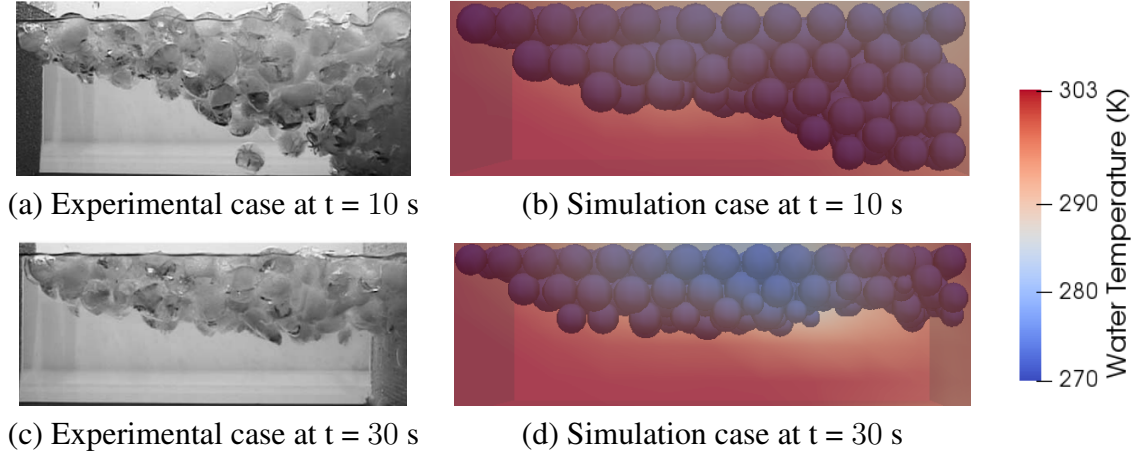 (a) Experimental case at t = 10 s
(b) Simulation case at t = 10 s
(c) Experimental case at t = 30 s
(d) Simulation case at t = 30 s
303
290
280
270
Water Temperature (K)